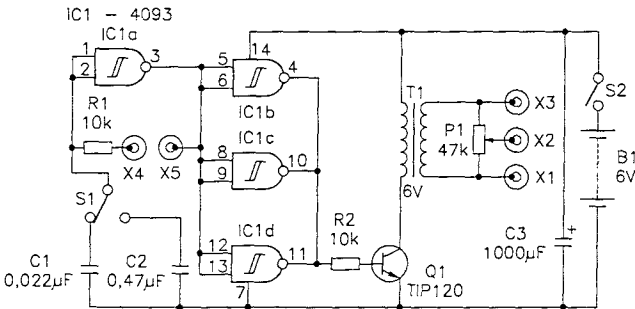 IC1 - 4093
IC1a
1
2
3
14
5
6
4
IC1b
IC1c
8
9
10
R1
10k
X4
X5
S1
T1
6V
P1
47k
X3
X2
X1
S2
B1
6V
IC1d
12
13
11
7
R2
10k
Q1
TIP120
C1
0,022µF
C2
0,47µF
C3
1000µF
+